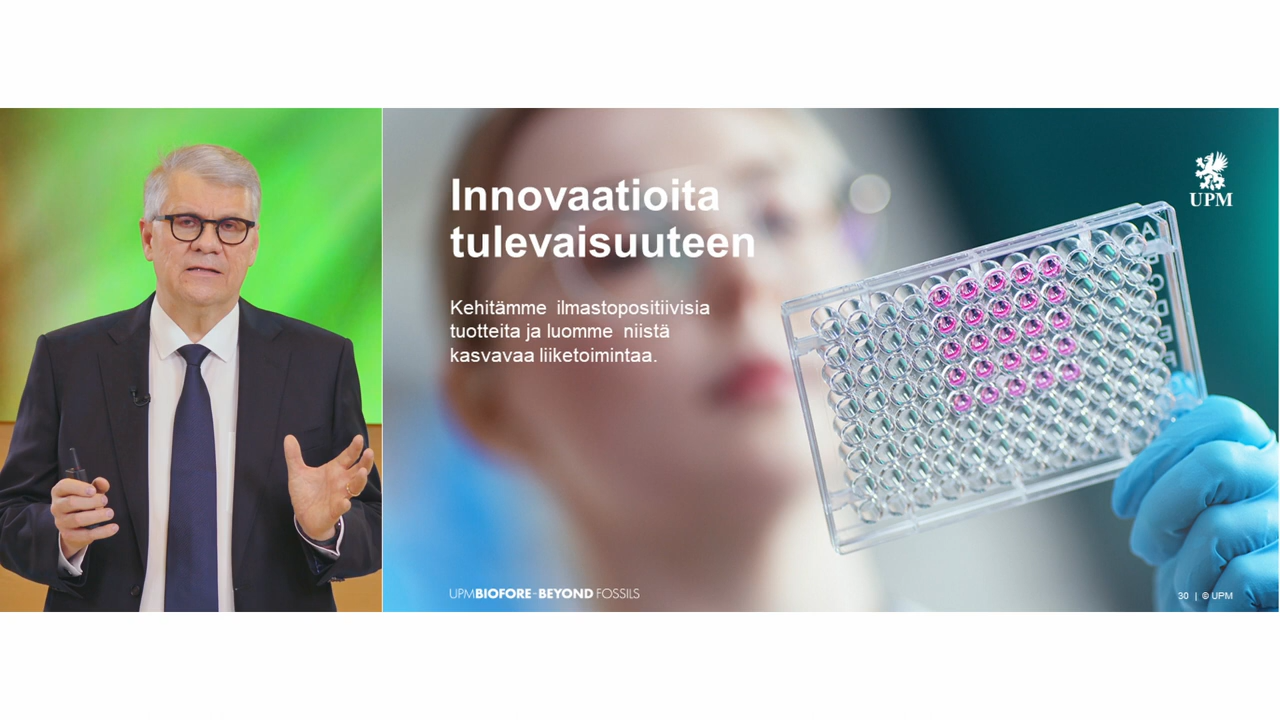 Innovaatioita
tulevaisuuteen
Kehitämme ilmastopositiivisia
tuotteita ja luomme niistä
kasvavaa liiketoimintaa.
UPM
A
UPMBIOFORE–BEYOND FOSSILS
30 | © UPM